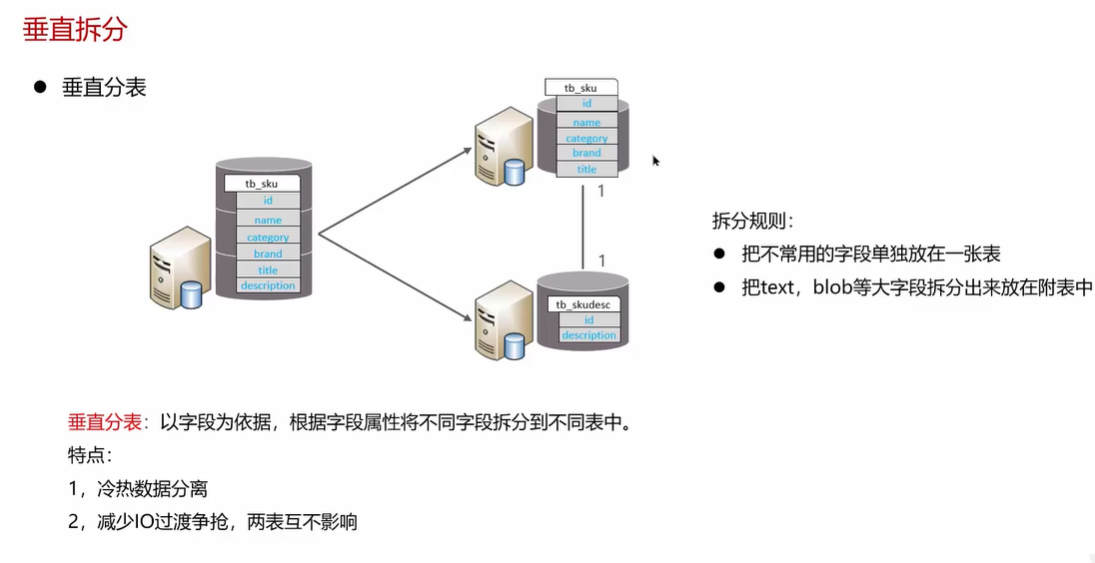 垂直拆分
● 垂直分表
tb_sku
id
name
category
brand
title
description
tb_sku
id
name
category
brand
title
1
1
tb_skudesc
id
description
拆分规则：
● 把不常用的字段单独放在一张表
● 把text，blob等大字段拆分出来放在附表中
垂直分表：以字段为依据，根据字段属性将不同字段拆分到不同表中。
特点：
1，冷热数据分离
2，减少IO过渡争抢，两表互不影响